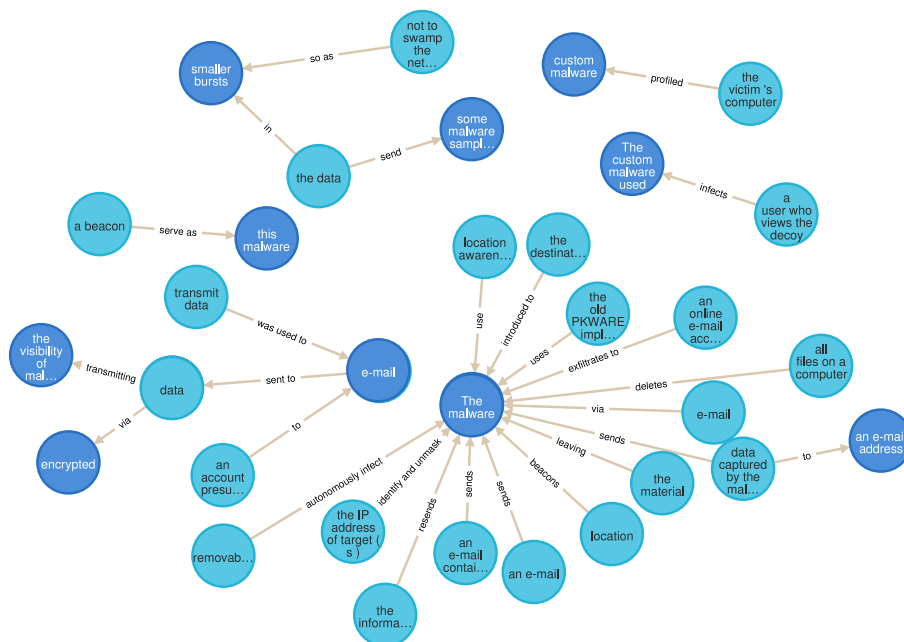 not to
swamp
the
net…
so as
smaller
bursts
custom
malware
profiled
the
victim 's
computer
in
some
malware
sampl…
send
the data
The
custom
malware
used
infects
a
user who
views the
decoy
a beacon
serve as
this
malware
location
awaren…
the
destinat…
transmit
data
use
introduced to
the
old
PKWARE
impl…
an
online
e-mail
acc…
was used to
uses
exfiltrates to
the
visibility
of
mal…
transmitting
data
sent to
e-mail
all
files on a
computer
deletes
The
malware
via
e-mail
via
to
sends
encrypted
an
account
presu…
autonomously infect
identify and unmask
resends
sends
sends
beacons
leaving
the
material
data
captured
by the
mal…
to
an e-mail
address
removab…
the IP
address
of target (
s )
an
e-mail
contai…
an e-mail
location
the
informa…